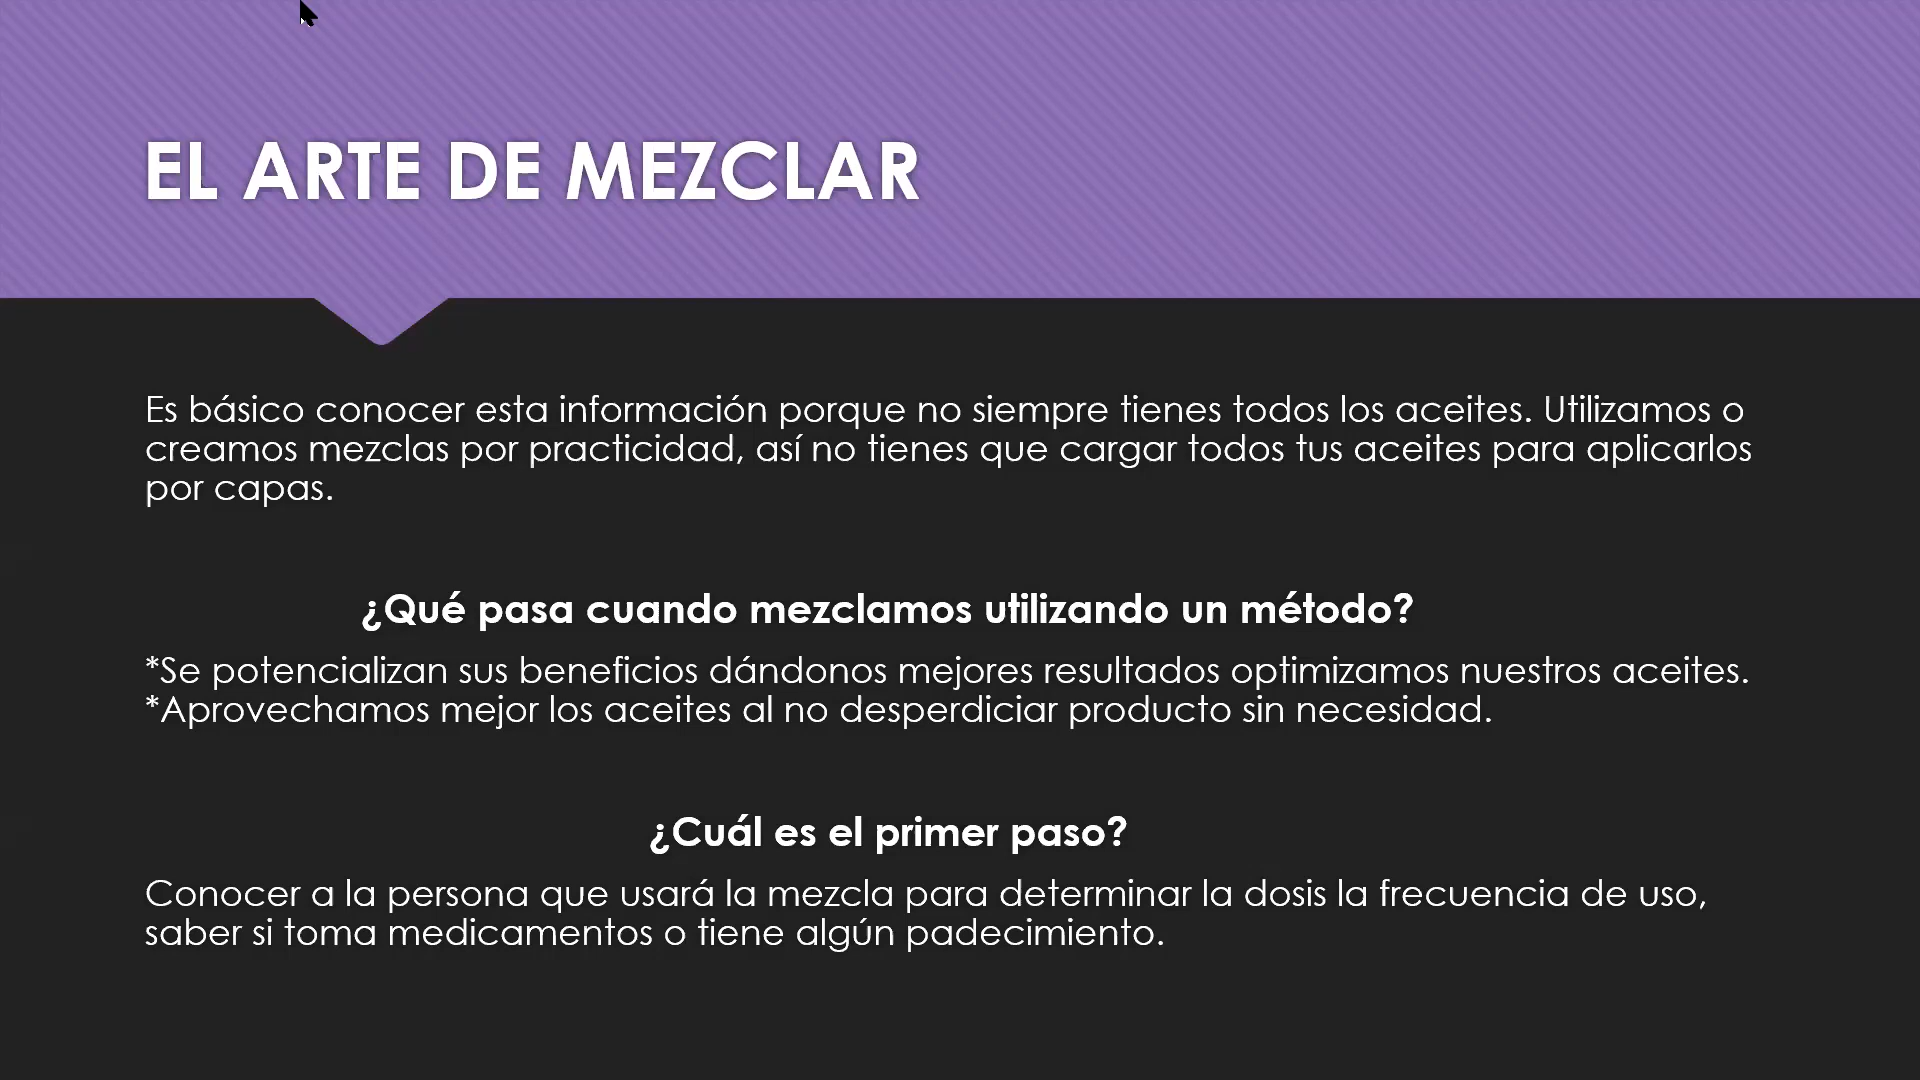 EL ARTE DE MEZCLAR
Es básico conocer esta información porque no siempre tienes todos los aceites. Utilizamos o
creamos mezclas por practicidad, así no tienes que cargar todos tus aceites para aplicarlos
por capas.
¿Qué pasa cuando mezclamos utilizando un método?
*Se potencializan sus beneficios dándonos mejores resultados optimizamos nuestros aceites.
*Aprovechamos mejor los aceites al no desperdiciar producto sin necesidad.
¿Cuál es el primer paso?
Conocer a la persona que usará la mezcla para determinar la dosis la frecuencia de uso,
saber si toma medicamentos o tiene algún padecimiento.